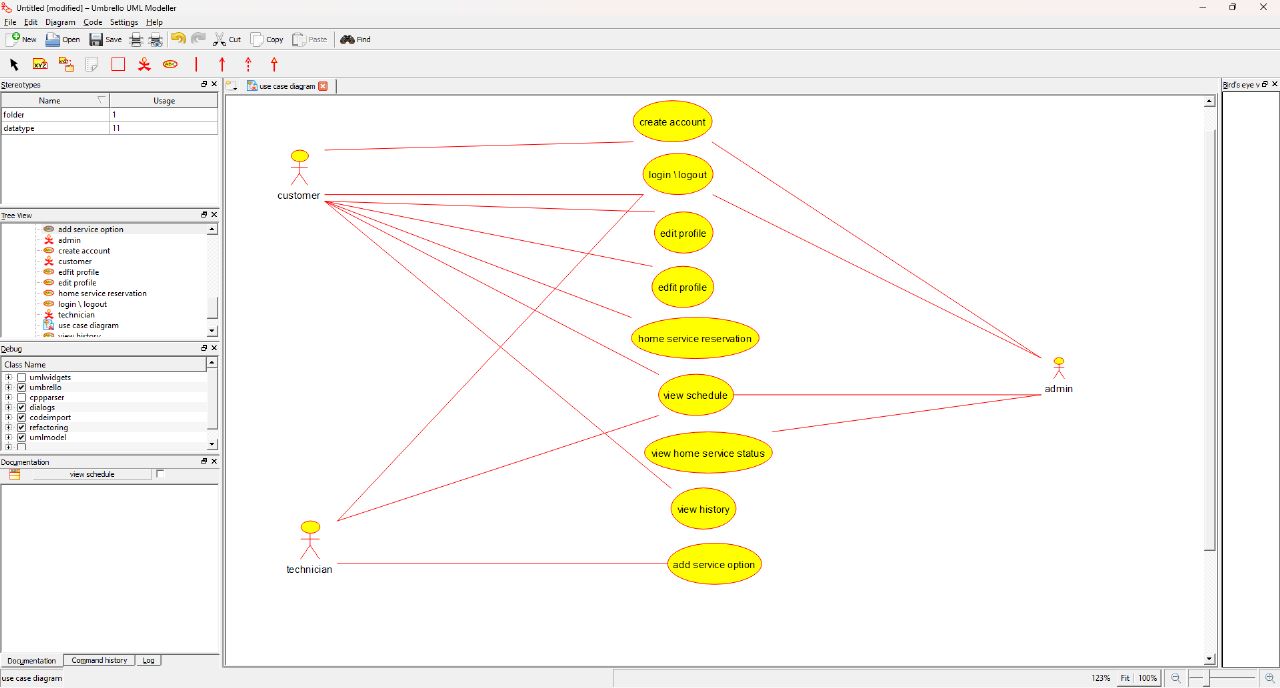 Untitled [modified] – Umbrello UML Modeller
File Edit Diagram Code Settings Help
New Open Save Cut Copy Paste Find
XYZ
abc
Stereotypes
Name Usage
folder 1
datatype 11
Tree View
add service option
admin
create account
customer
edfit profile
edit profile
home service reservation
login \ logout
technician
use case diagram
view history
Debug
Class Name
umlwidgets
umbrello
cppparser
dialogs
codeimport
refactoring
umlmodel
Documentation
view schedule
Documentation Command history Log
use case diagram
use case diagram
create account
login \ logout
edit profile
edfit profile
home service reservation
view schedule
view home service status
view history
add service option
customer
technician
admin
Bird's eye v
123% Fit 100%